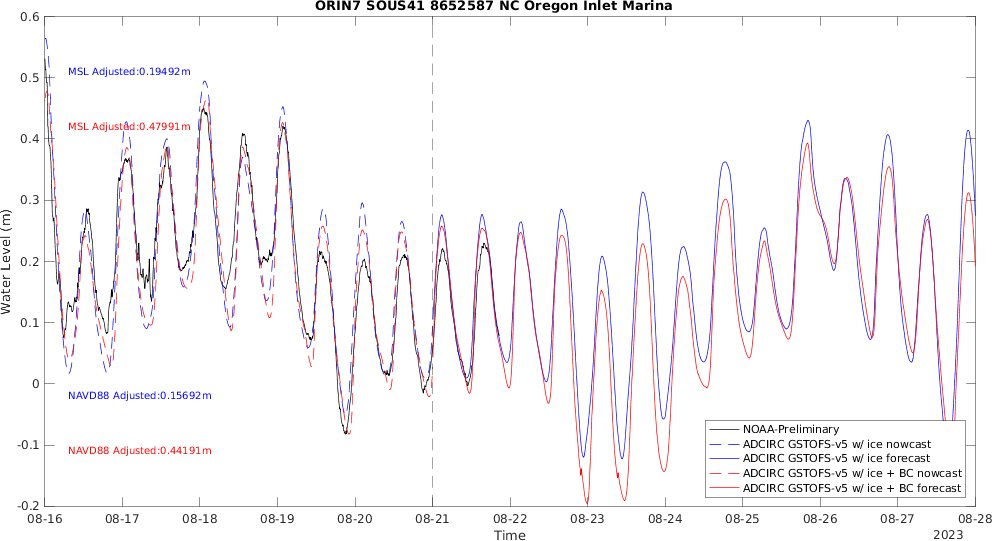 ORIN7 SOUS41 8652587 NC Oregon Inlet Marina
Water Level (m)
0.6
0.5
0.4
0.3
0.2
0.1
0
-0.1
-0.2
MSL Adjusted:0.19492m
MSL Adjusted:0.47991m
NAVD88 Adjusted:0.15692m
NAVD88 Adjusted:0.44191m
NOAA-Preliminary
ADCIRC GSTOFS-v5 w/ ice nowcast
ADCIRC GSTOFS-v5 w/ ice forecast
ADCIRC GSTOFS-v5 w/ ice + BC nowcast
ADCIRC GSTOFS-v5 w/ ice + BC forecast
08-16 08-17 08-18 08-19 08-20 08-21 08-22 08-23 08-24 08-25 08-26 08-27 08-28
Time
2023